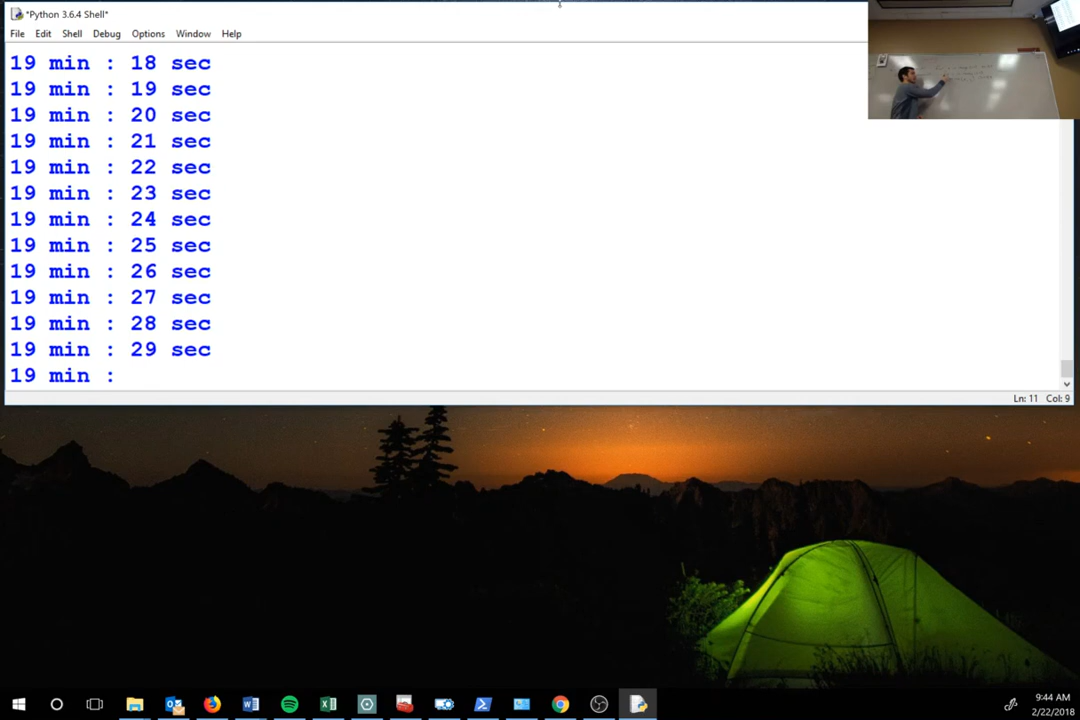 *Python 3.6.4 Shell*
File Edit Shell Debug Options Window Help
19 min : 18 sec
19 min : 19 sec
19 min : 20 sec
19 min : 21 sec
19 min : 22 sec
19 min : 23 sec
19 min : 24 sec
19 min : 25 sec
19 min : 26 sec
19 min : 27 sec
19 min : 28 sec
19 min : 29 sec
19 min :
Ln: 11 Col: 9
9:44 AM
2/22/2018